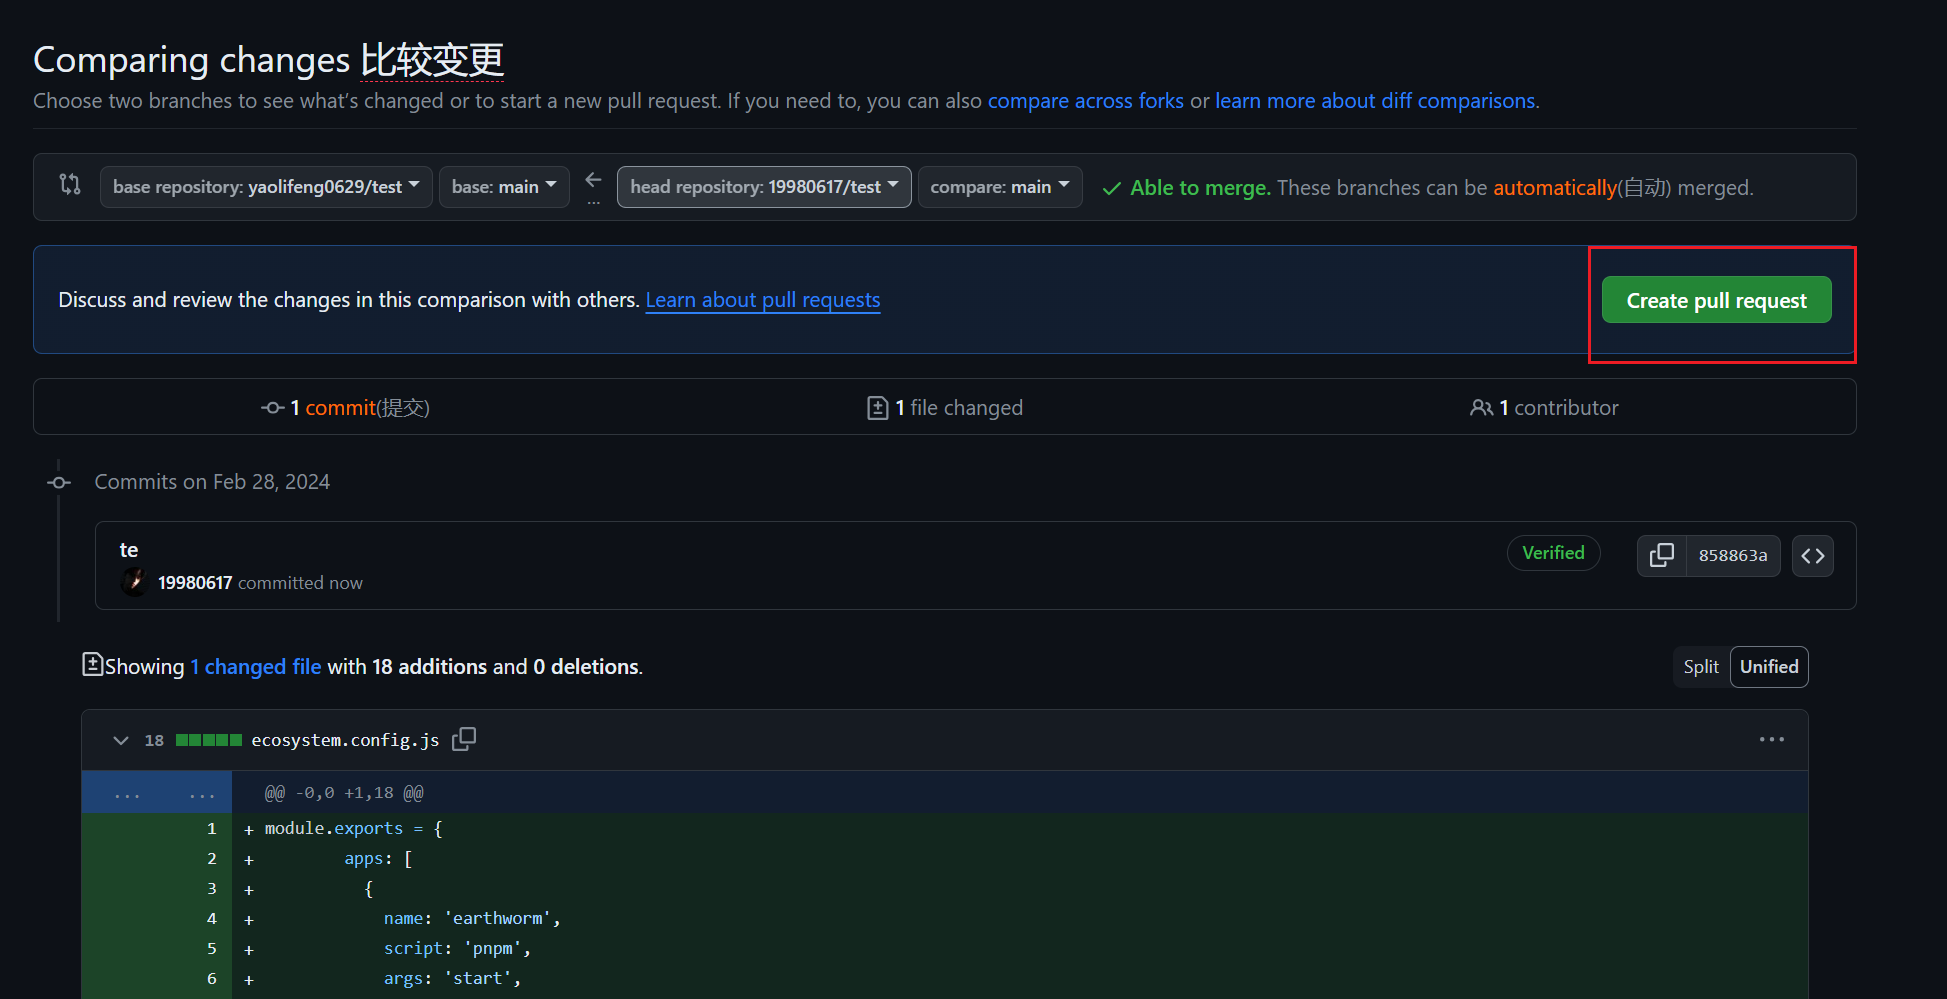 Comparing changes 比较变更
Choose two branches to see what's changed or to start a new pull request. If you need to, you can also compare across forks or learn more about diff comparisons.
base repository: yaolifeng0629/test base: main ... head repository: 19980617/test compare: main Able to merge. These branches can be automatically(自动) merged.
Discuss and review the changes in this comparison with others. Learn about pull requests Create pull request
1 commit(提交) 1 file changed 1 contributor
Commits on Feb 28, 2024
te
19980617 committed now Verified 858863a
Showing 1 changed file with 18 additions and 0 deletions. Split Unified
18 ecosystem.config.js
... ... @@ -0,0 +1,18 @@
1 + module.exports = {
2 + apps: [
3 + {
4 + name: 'earthworm',
5 + script: 'pnpm',
6 + args: 'start',